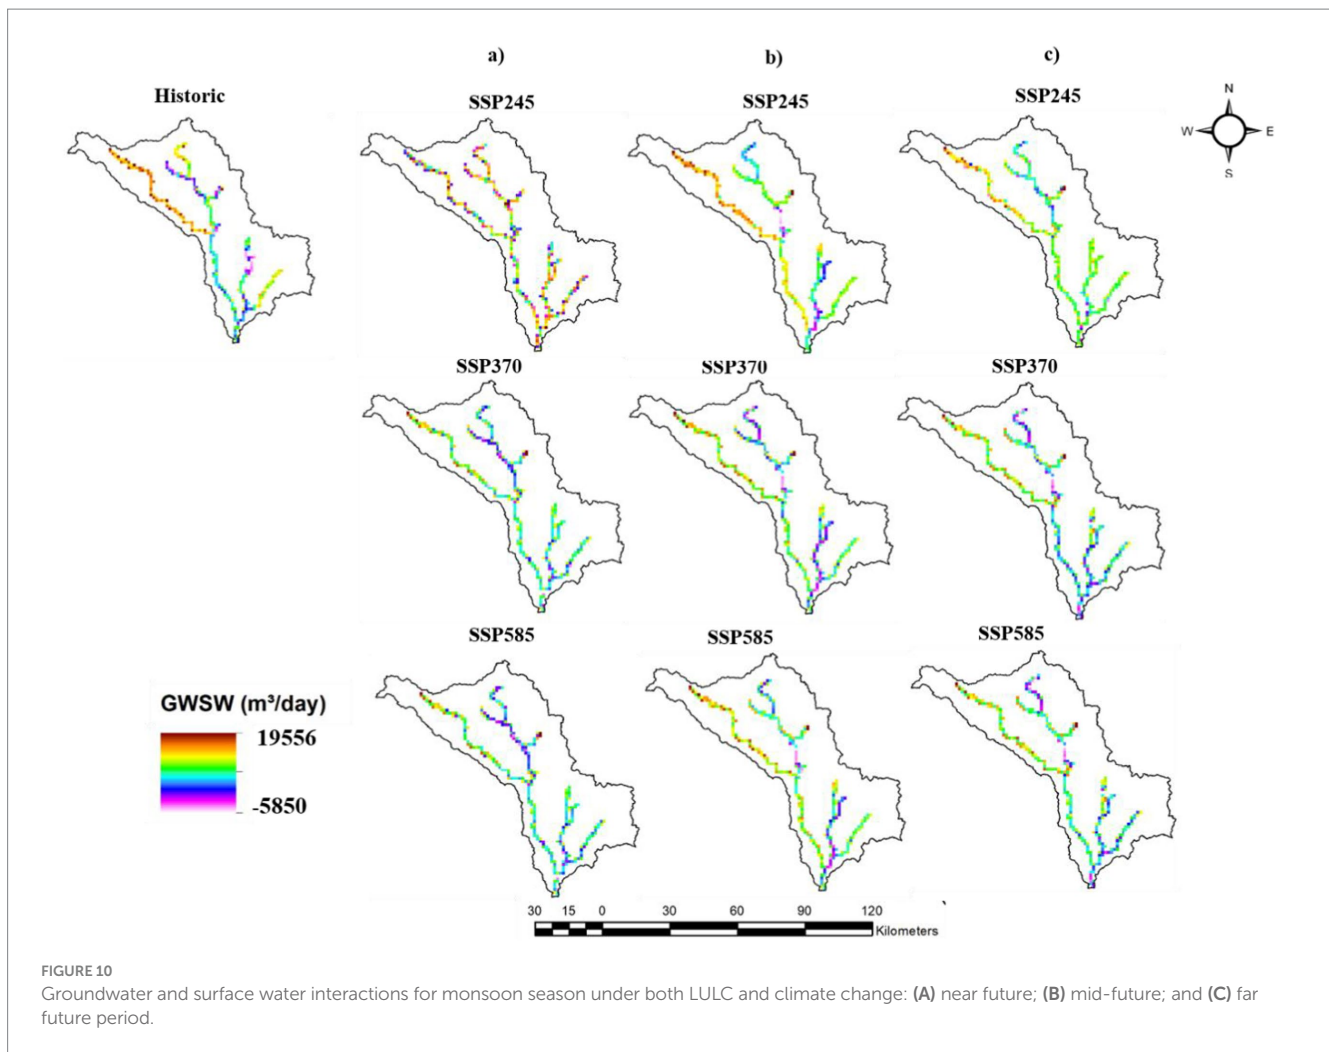 a)
b)
c)
Historic
SSP245
SSP245
SSP245
N
W
E
S
SSP370
SSP370
SSP370
SSP585
SSP585
SSP585
GWSW (m³/day)
19556
-5850
30 15 0 30 60 90 120
Kilometers
FIGURE 10
Groundwater and surface water interactions for monsoon season under both LULC and climate change: (A) near future; (B) mid-future; and (C) far
future period.